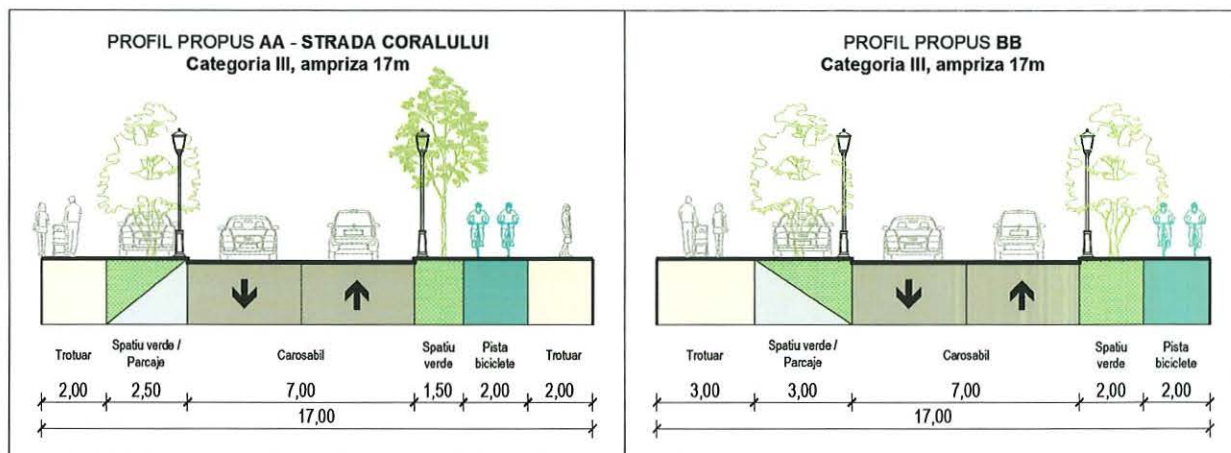 PROFIL PROPUS AA - STRADA CORALULUI
Categoria III, ampriza 17m
Trotuar
Spatiu verde /
Parcaje
Carosabil
Spatiu
verde
Pista
biciclete
Trotuar
2,00 2,50 7,00 1,50 2,00 2,00
17,00
PROFIL PROPUS BB
Categoria III, ampriza 17m
Trotuar
Spatiu verde /
Parcaje
Carosabil
Spatiu
verde
Pista
biciclete
3,00 3,00 7,00 2,00 2,00
17,00